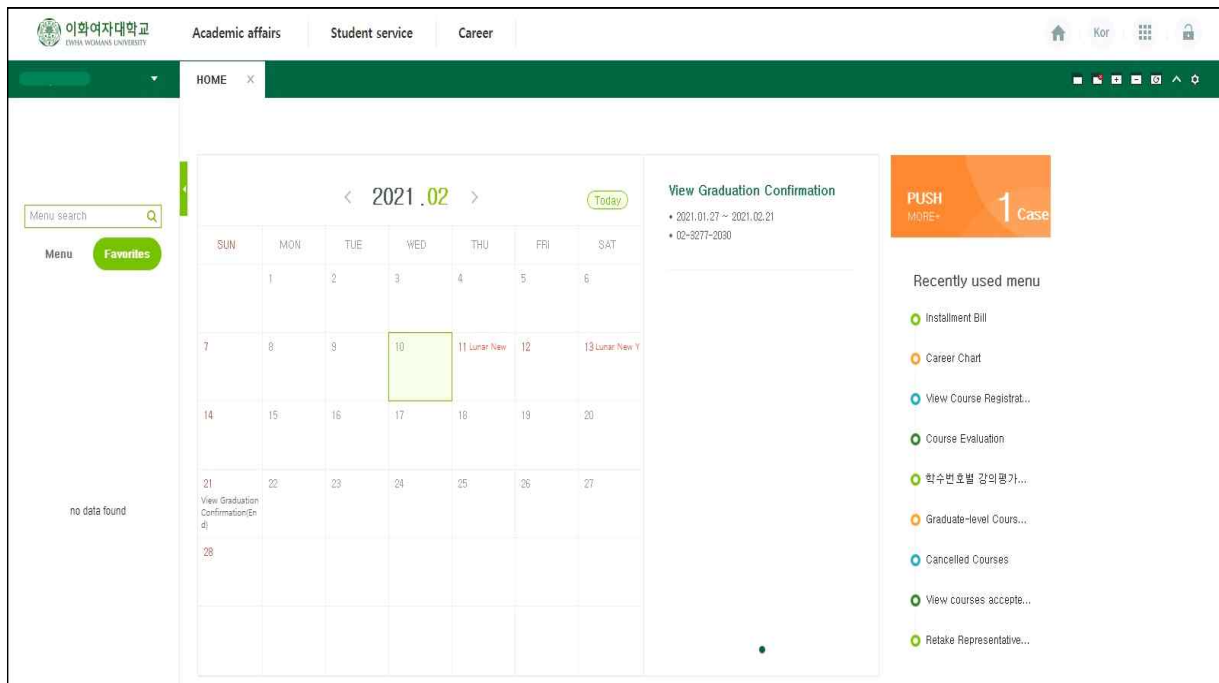 이화여자대학교
EWHA WOMANS UNIVERSITY
Academic affairs
Student service
Career
Kor
HOME X
Menu search
Menu
Favorites
no data found
< 2021 .02 >
Today
SUN MON TUE WED THU FRI SAT
1 2 3 4 5 6
7 8 9 10 11 Lunar New 12 13 Lunar New Y
14 15 16 17 18 19 20
21 22 23 24 25 26 27
View Graduation
Confirmation(En
d)
28
View Graduation Confirmation
• 2021.01.27 ~ 2021.02.21
• 02-3277-2030
PUSH
MORE+
1 Case
Recently used menu
Installment Bill
Career Chart
View Course Registrat...
Course Evaluation
학수번호별 강의평가...
Graduate-level Cours...
Cancelled Courses
View courses accepte...
Retake Representative...